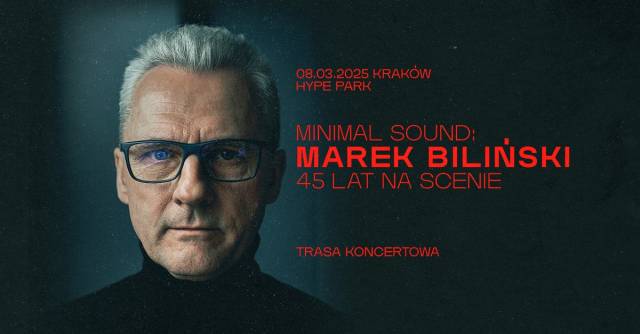 08.03.2025 KRAKÓW
HYPE PARK
MINIMAL SOUND:
MAREK BILIŃSKI
45 LAT NA SCENIE
TRASA KONCERTOWA